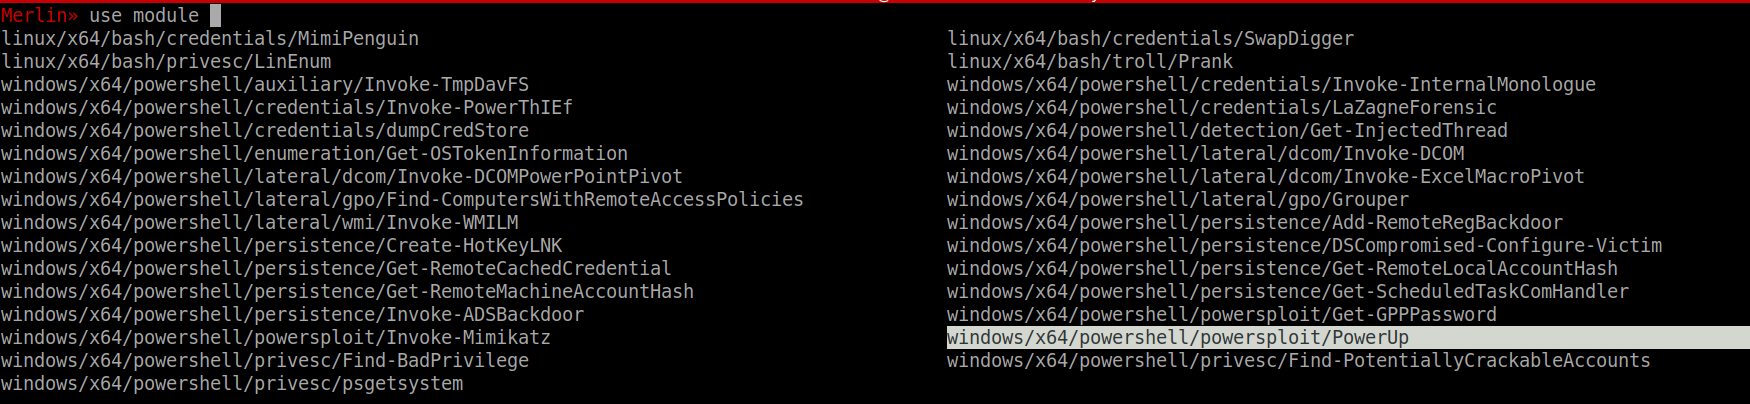 Merlin» use module
linux/x64/bash/credentials/MimiPenguin linux/x64/bash/credentials/SwapDigger
linux/x64/bash/privesc/LinEnum linux/x64/bash/troll/Prank
windows/x64/powershell/auxiliary/Invoke-TmpDavFS windows/x64/powershell/credentials/Invoke-InternalMonologue
windows/x64/powershell/credentials/Invoke-PowerThIEf windows/x64/powershell/credentials/LaZagneForensic
windows/x64/powershell/credentials/dumpCredStore windows/x64/powershell/detection/Get-InjectedThread
windows/x64/powershell/enumeration/Get-OSTokenInformation windows/x64/powershell/lateral/dcom/Invoke-DCOM
windows/x64/powershell/lateral/dcom/Invoke-DCOMPowerPointPivot windows/x64/powershell/lateral/dcom/Invoke-ExcelMacroPivot
windows/x64/powershell/lateral/gpo/Find-ComputersWithRemoteAccessPolicies windows/x64/powershell/lateral/gpo/Grouper
windows/x64/powershell/lateral/wmi/Invoke-WMILM windows/x64/powershell/persistence/Add-RemoteRegBackdoor
windows/x64/powershell/persistence/Create-HotKeyLNK windows/x64/powershell/persistence/DSCompromised-Configure-Victim
windows/x64/powershell/persistence/Get-RemoteCachedCredential windows/x64/powershell/persistence/Get-RemoteLocalAccountHash
windows/x64/powershell/persistence/Get-RemoteMachineAccountHash windows/x64/powershell/persistence/Get-ScheduledTaskComHandler
windows/x64/powershell/persistence/Invoke-ADSBackdoor windows/x64/powershell/powersploit/Get-GPPPassword
windows/x64/powershell/powersploit/Invoke-Mimikatz windows/x64/powershell/powersploit/PowerUp
windows/x64/powershell/privesc/Find-BadPrivilege windows/x64/powershell/privesc/Find-PotentiallyCrackableAccounts
windows/x64/powershell/privesc/psgetsystem